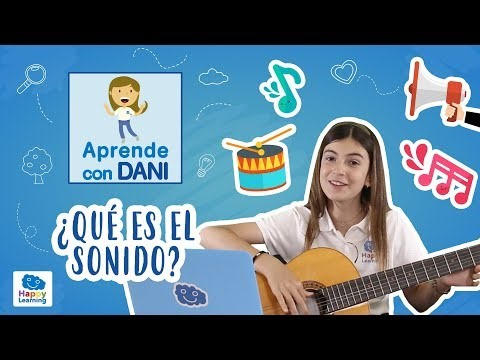 Aprende
con DANI
¿QUÉ ES EL
SONIDO?
Happy
Learning